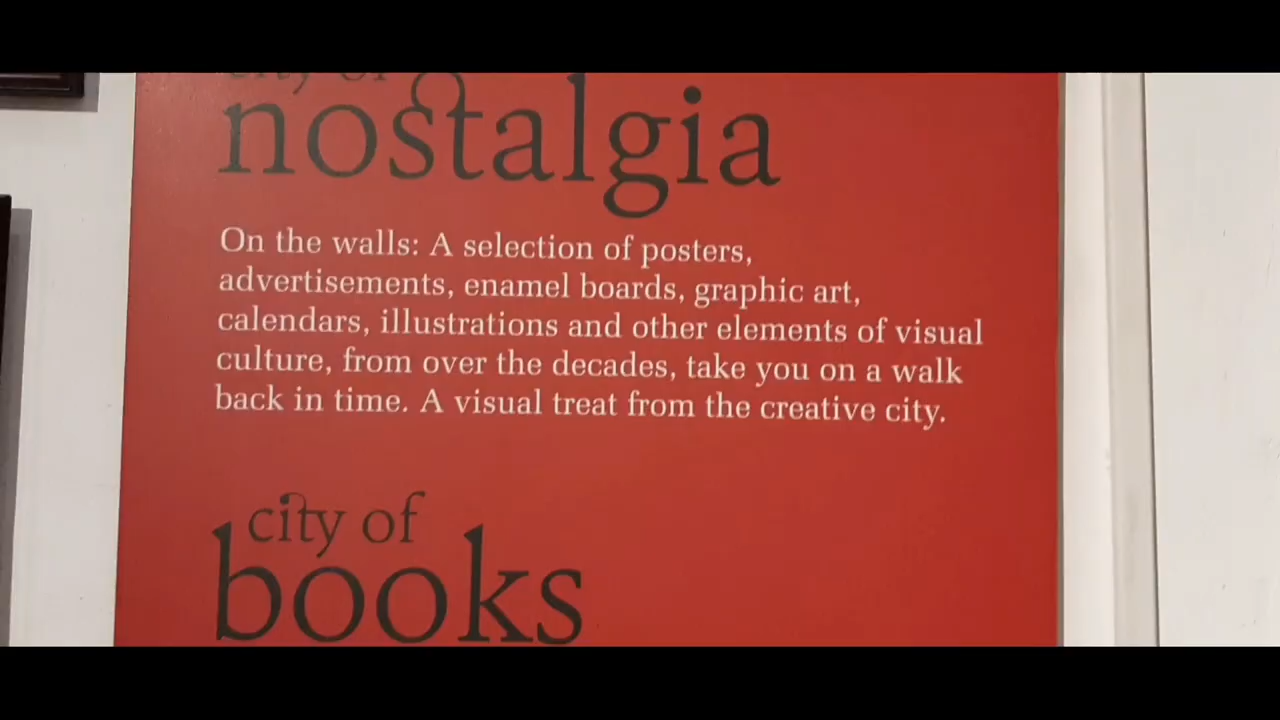 city of
nostalgia
On the walls: A selection of posters,
advertisements, enamel boards, graphic art,
calendars, illustrations and other elements of visual
culture, from over the decades, take you on a walk
back in time. A visual treat from the creative city.
city of
books